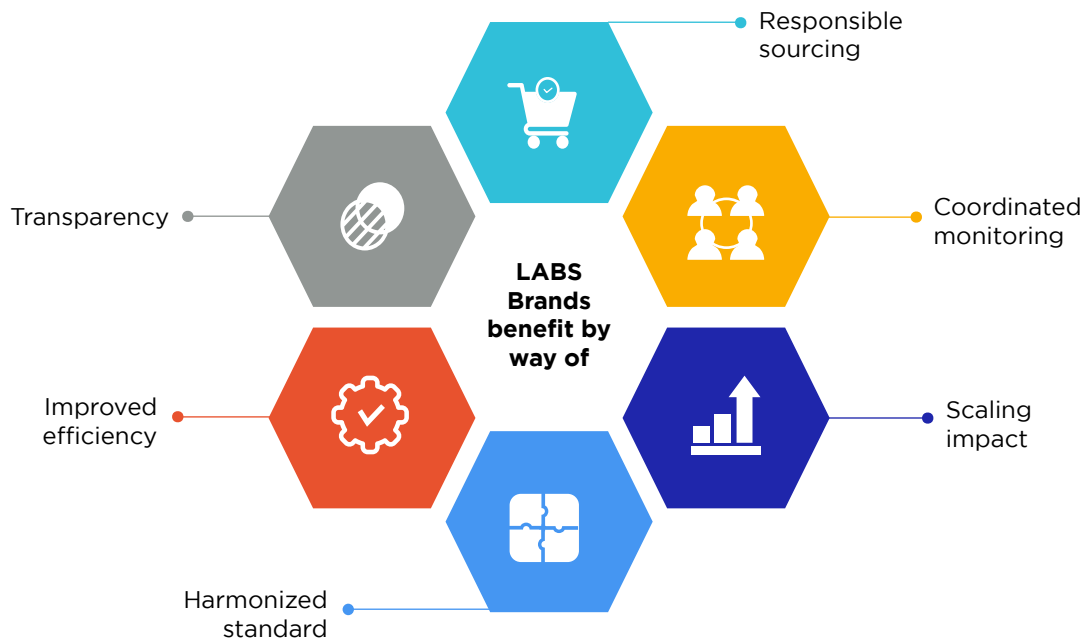 Responsible
sourcing
Transparency
Coordinated
monitoring
LABS
Brands
benefit by
way of
Improved
efficiency
Scaling
impact
Harmonized
standard